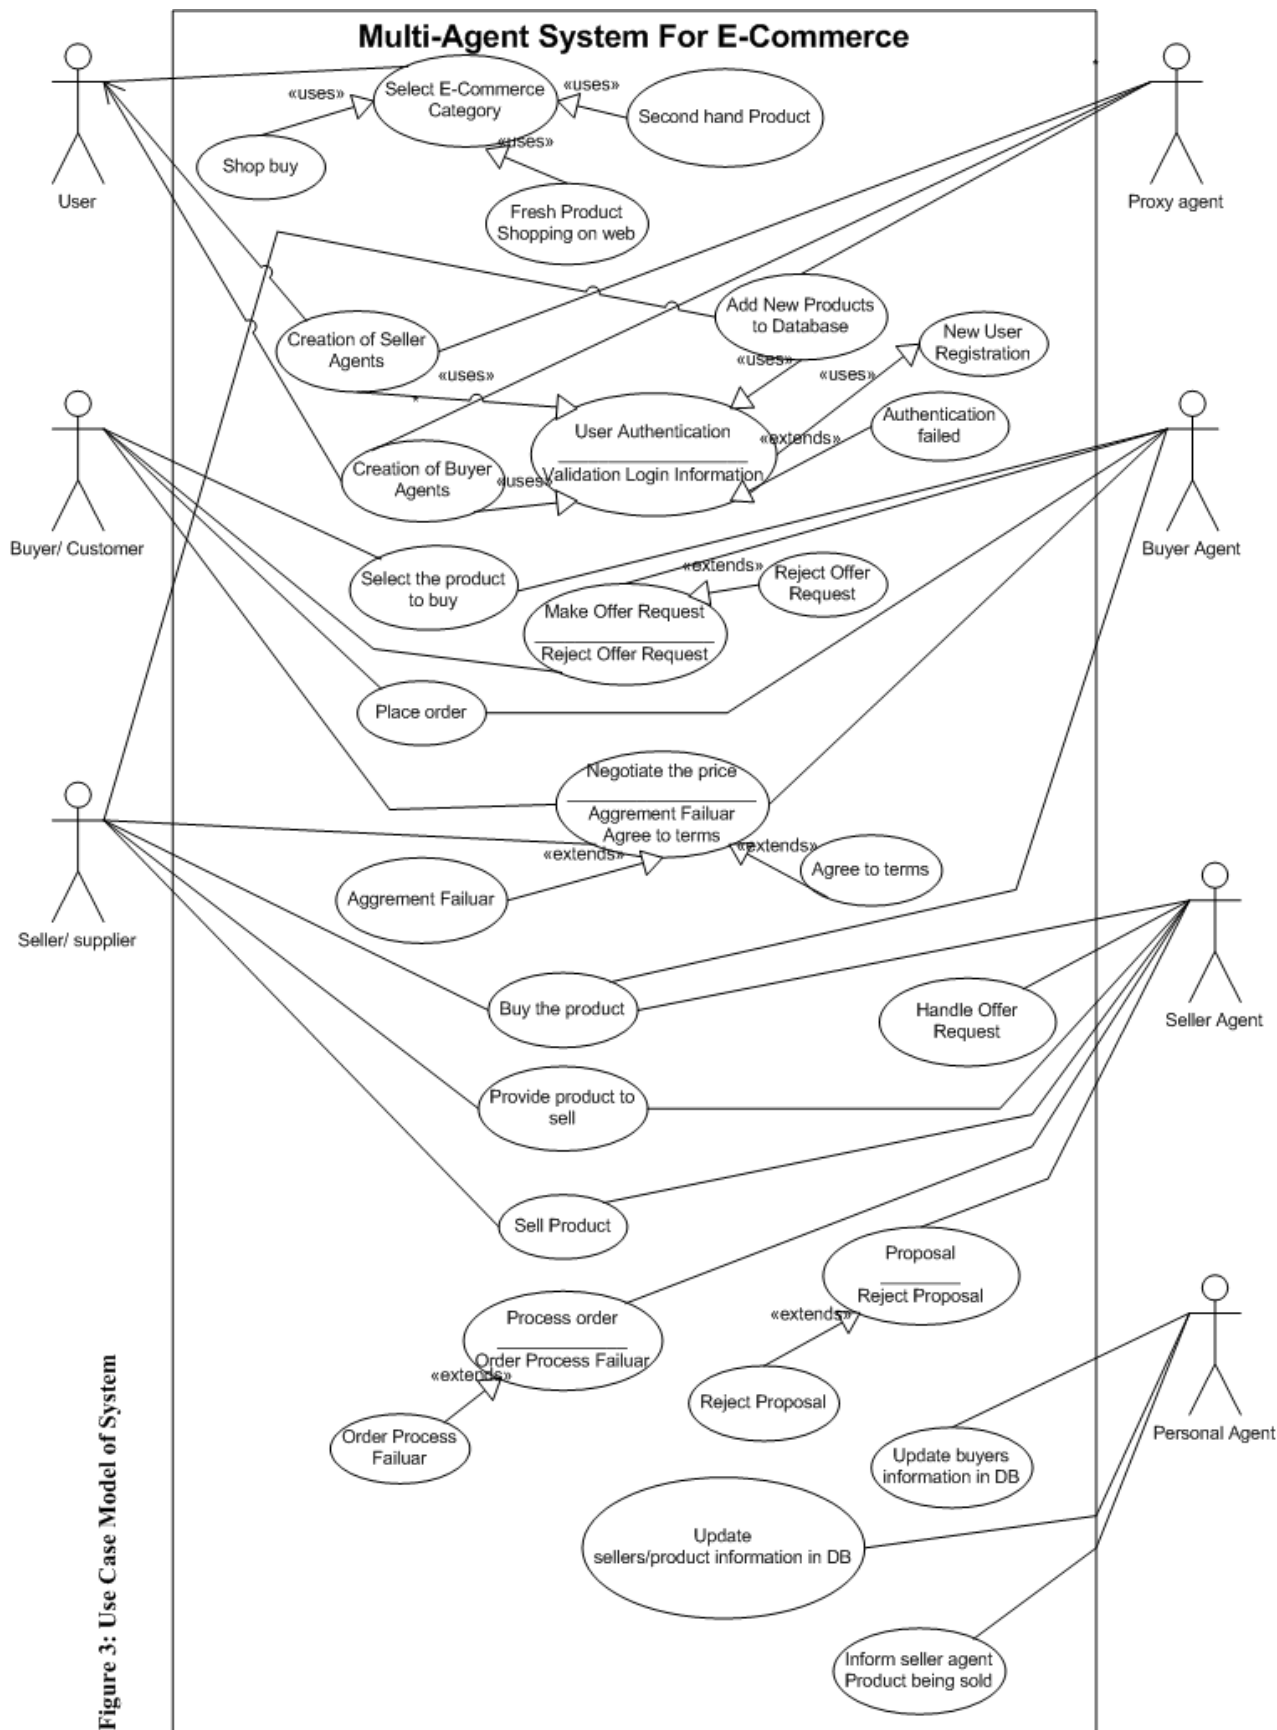 Multi-Agent System For E-Commerce
Select E-Commerce
Category
«uses»
«uses»
«uses»
Second hand Product
Shop buy
User
Proxy agent
Fresh Product
Shopping on web
Add New Products
to Database
New User
Registration
Creation of Seller
Agents
«uses»
«uses»
«uses»
*
*
User Authentication
Validation Login Information
Authentication
failed
«extends»
Creation of Buyer
Agents
«uses»
Buyer/ Customer
Buyer Agent
Select the product
to buy
«extends»
Reject Offer
Request
Make Offer Request
Reject Offer Request
Place order
Negotiate the price
Aggrement Failuar
Agree to terms
«extends»
«extends»
Agree to terms
Aggrement Failuar
Seller/ supplier
Buy the product
Handle Offer
Request
Seller Agent
Provide product to
sell
Sell Product
Proposal
Reject Proposal
«extends»
Process order
Order Process Failuar
«extends»
Reject Proposal
Order Process
Failuar
Personal Agent
Update buyers
information in DB
Update
sellers/product information in DB
Inform seller agent
Product being sold
Figure 3: Use Case Model of System